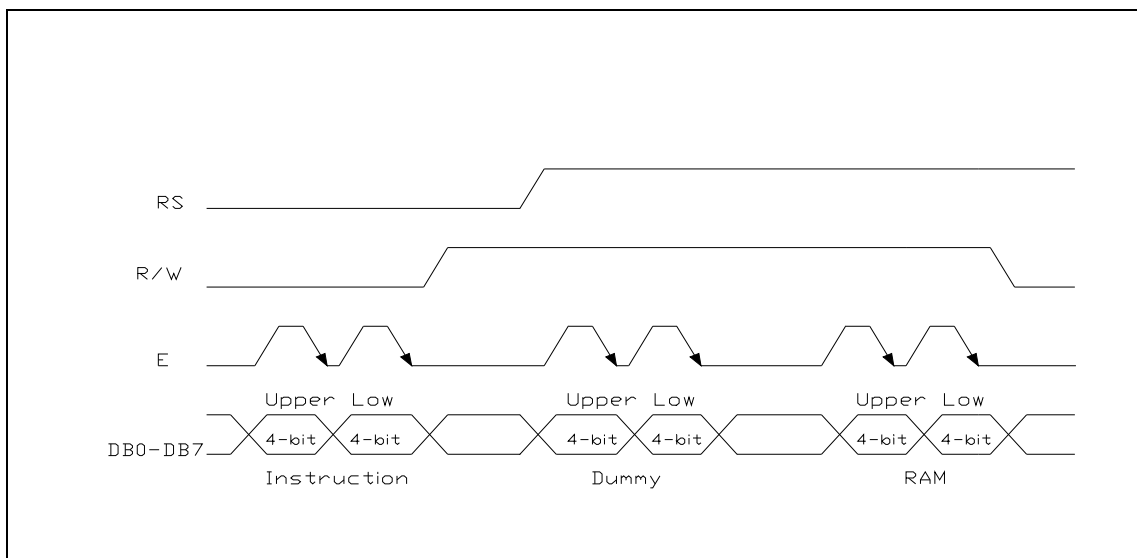 RS
R/W
E
Upper Low Upper Low Upper Low
DB0-DB7 4-bit 4-bit 4-bit 4-bit 4-bit 4-bit
Instruction Dummy RAM